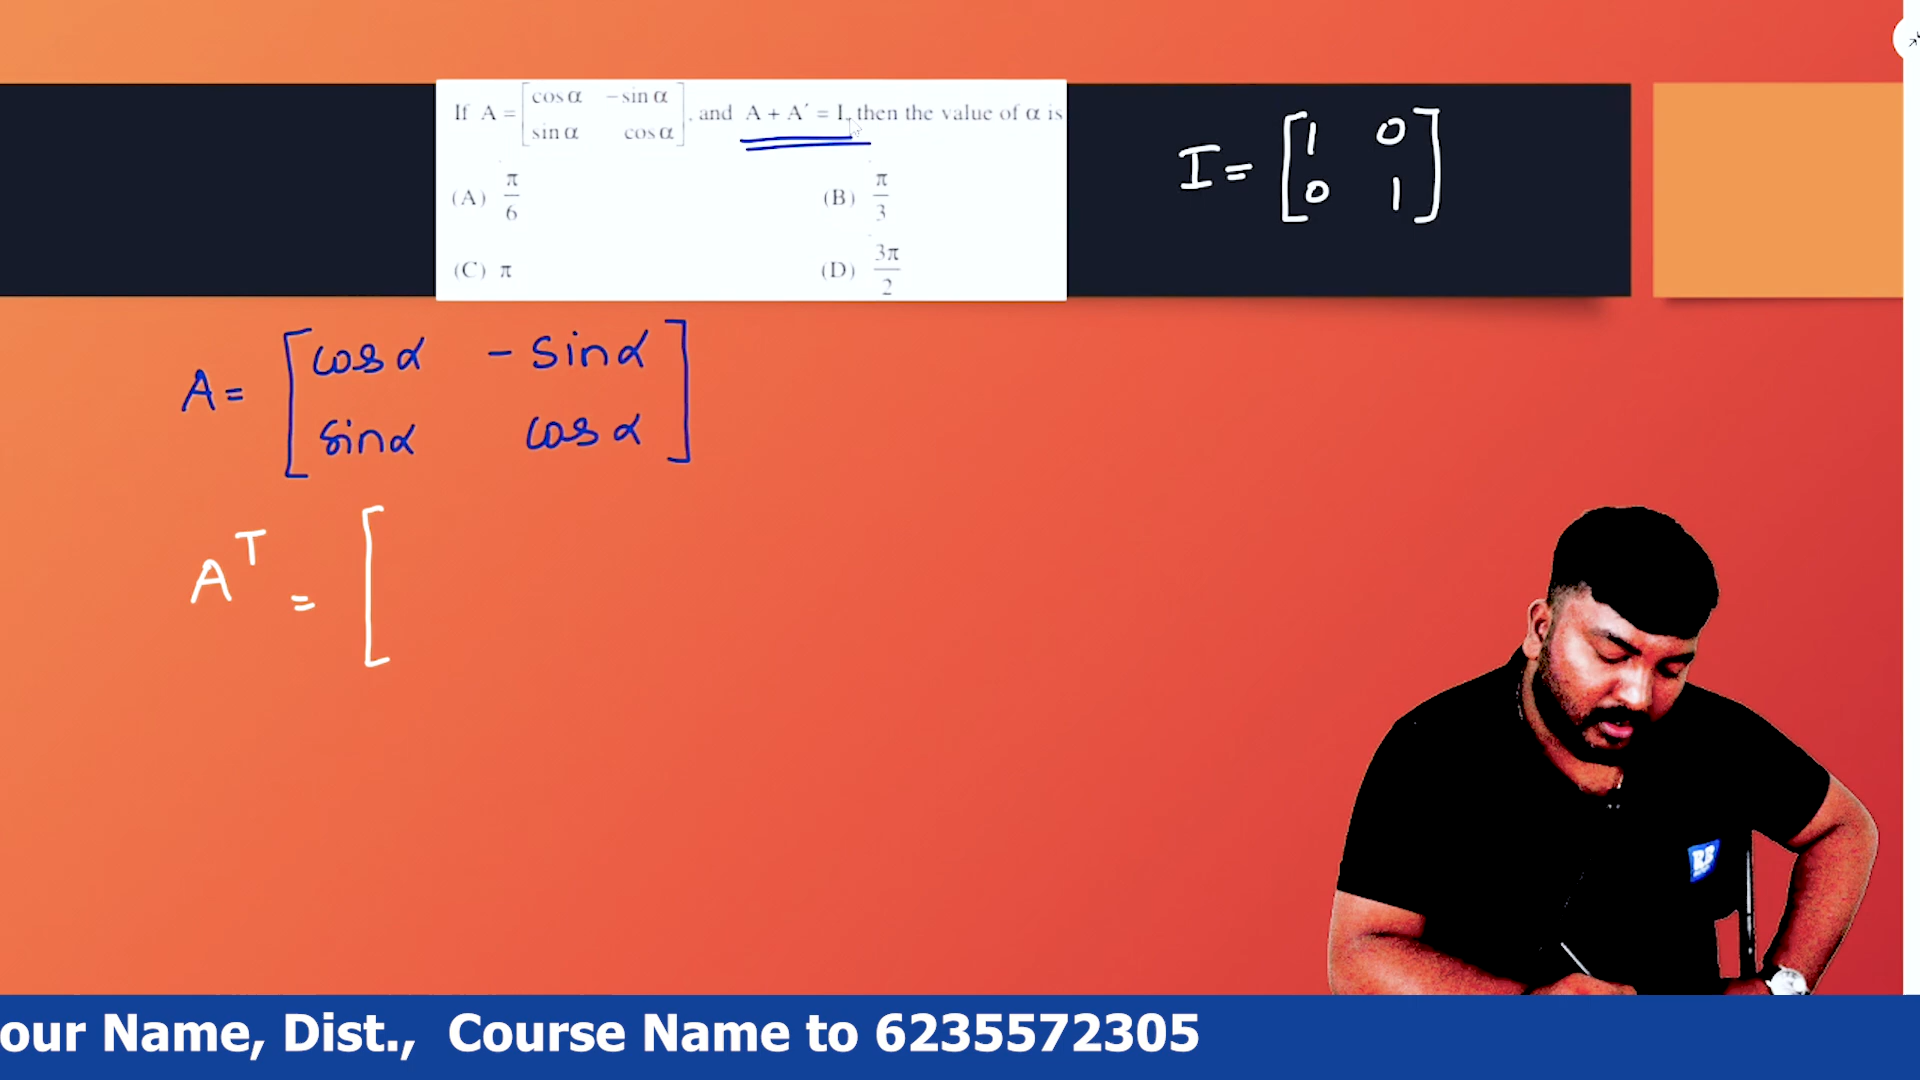 If A = [cos α  −sin α
sin α  cos α], and A + A′ = I, then the value of α is
(A) π/6
(B) π/3
(C) π
(D) 3π/2
I = [1 0
0 1]
A = [cos α  - sin α
sin α  cos α]
A^T = [
our Name, Dist.,  Course Name to 6235572305